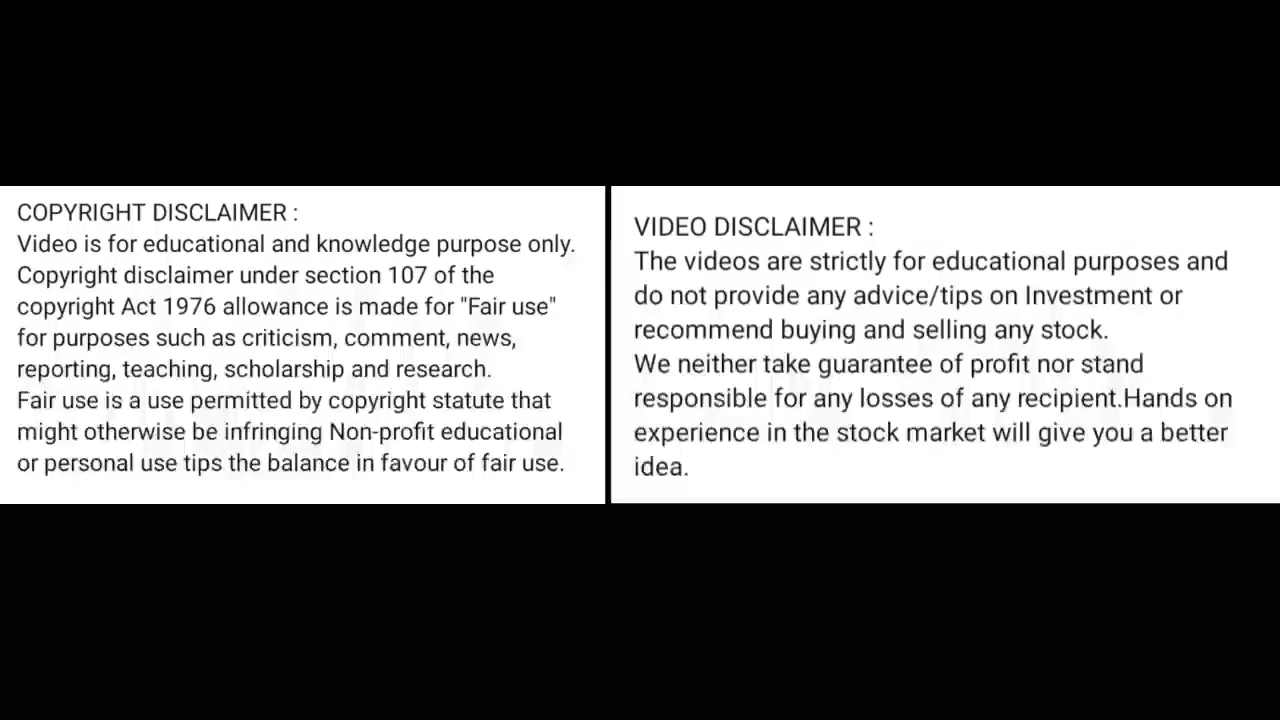 COPYRIGHT DISCLAIMER :
Video is for educational and knowledge purpose only.
Copyright disclaimer under section 107 of the
copyright Act 1976 allowance is made for "Fair use"
for purposes such as criticism, comment, news,
reporting, teaching, scholarship and research.
Fair use is a use permitted by copyright statute that
might otherwise be infringing Non-profit educational
or personal use tips the balance in favour of fair use.
VIDEO DISCLAIMER :
The videos are strictly for educational purposes and
do not provide any advice/tips on Investment or
recommend buying and selling any stock.
We neither take guarantee of profit nor stand
responsible for any losses of any recipient.Hands on
experience in the stock market will give you a better
idea.